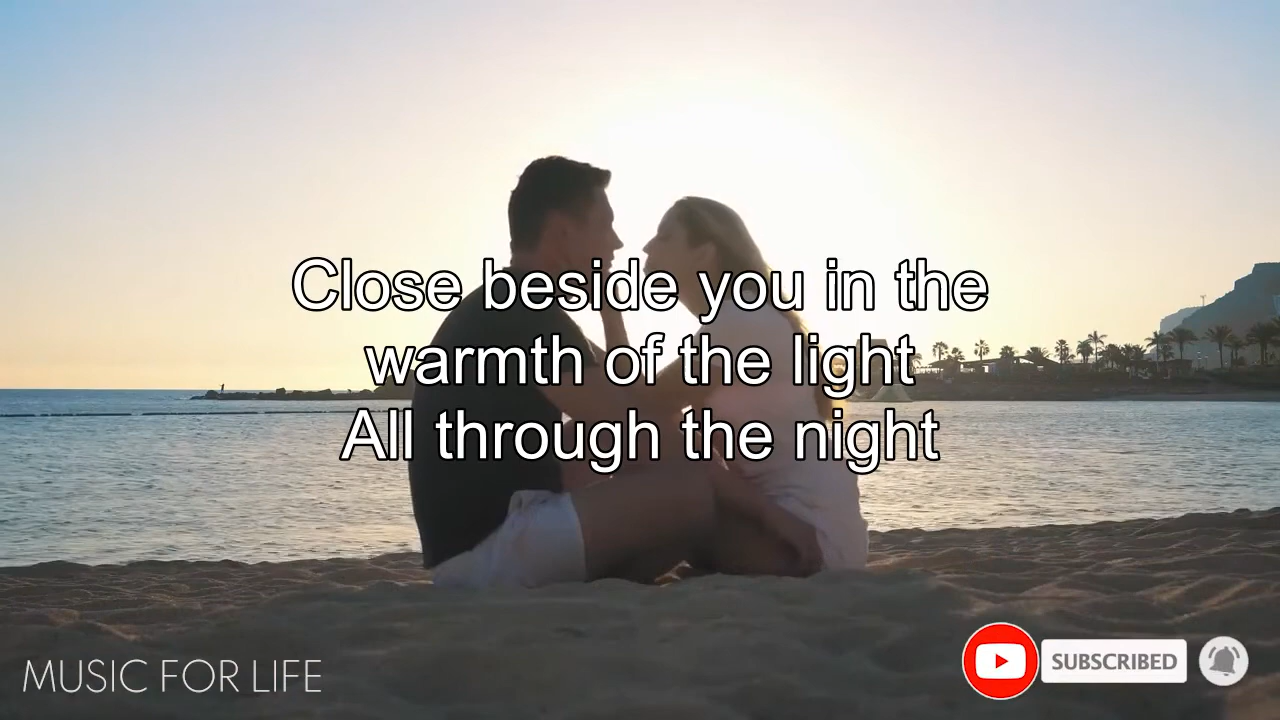 Close beside you in the
warmth of the light
All through the night
MUSIC FOR LIFE
SUBSCRIBED